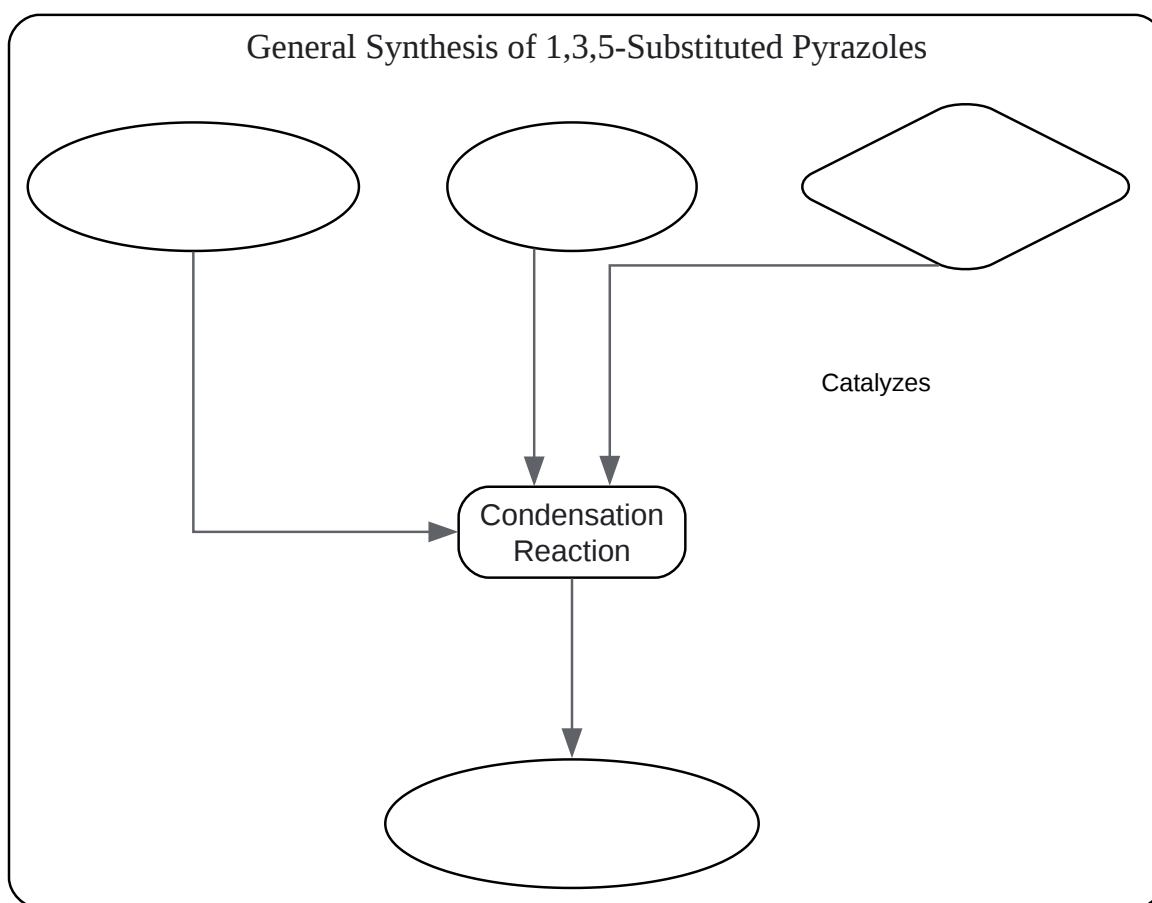 General Synthesis of 1,3,5-Substituted Pyrazoles
Catalyzes
Condensation
Reaction